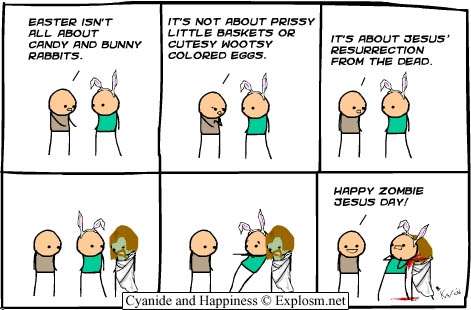 EASTER ISN'T
ALL ABOUT
CANDY AND BUNNY
RABBITS.
IT'S NOT ABOUT PRISSY
LITTLE BASKETS OR
CUTESY WOOTSY
COLORED EGGS.
IT'S ABOUT JESUS'
RESURRECTION
FROM THE DEAD.
HAPPY ZOMBIE
JESUS DAY!
Cyanide and Happiness © Explosm.net